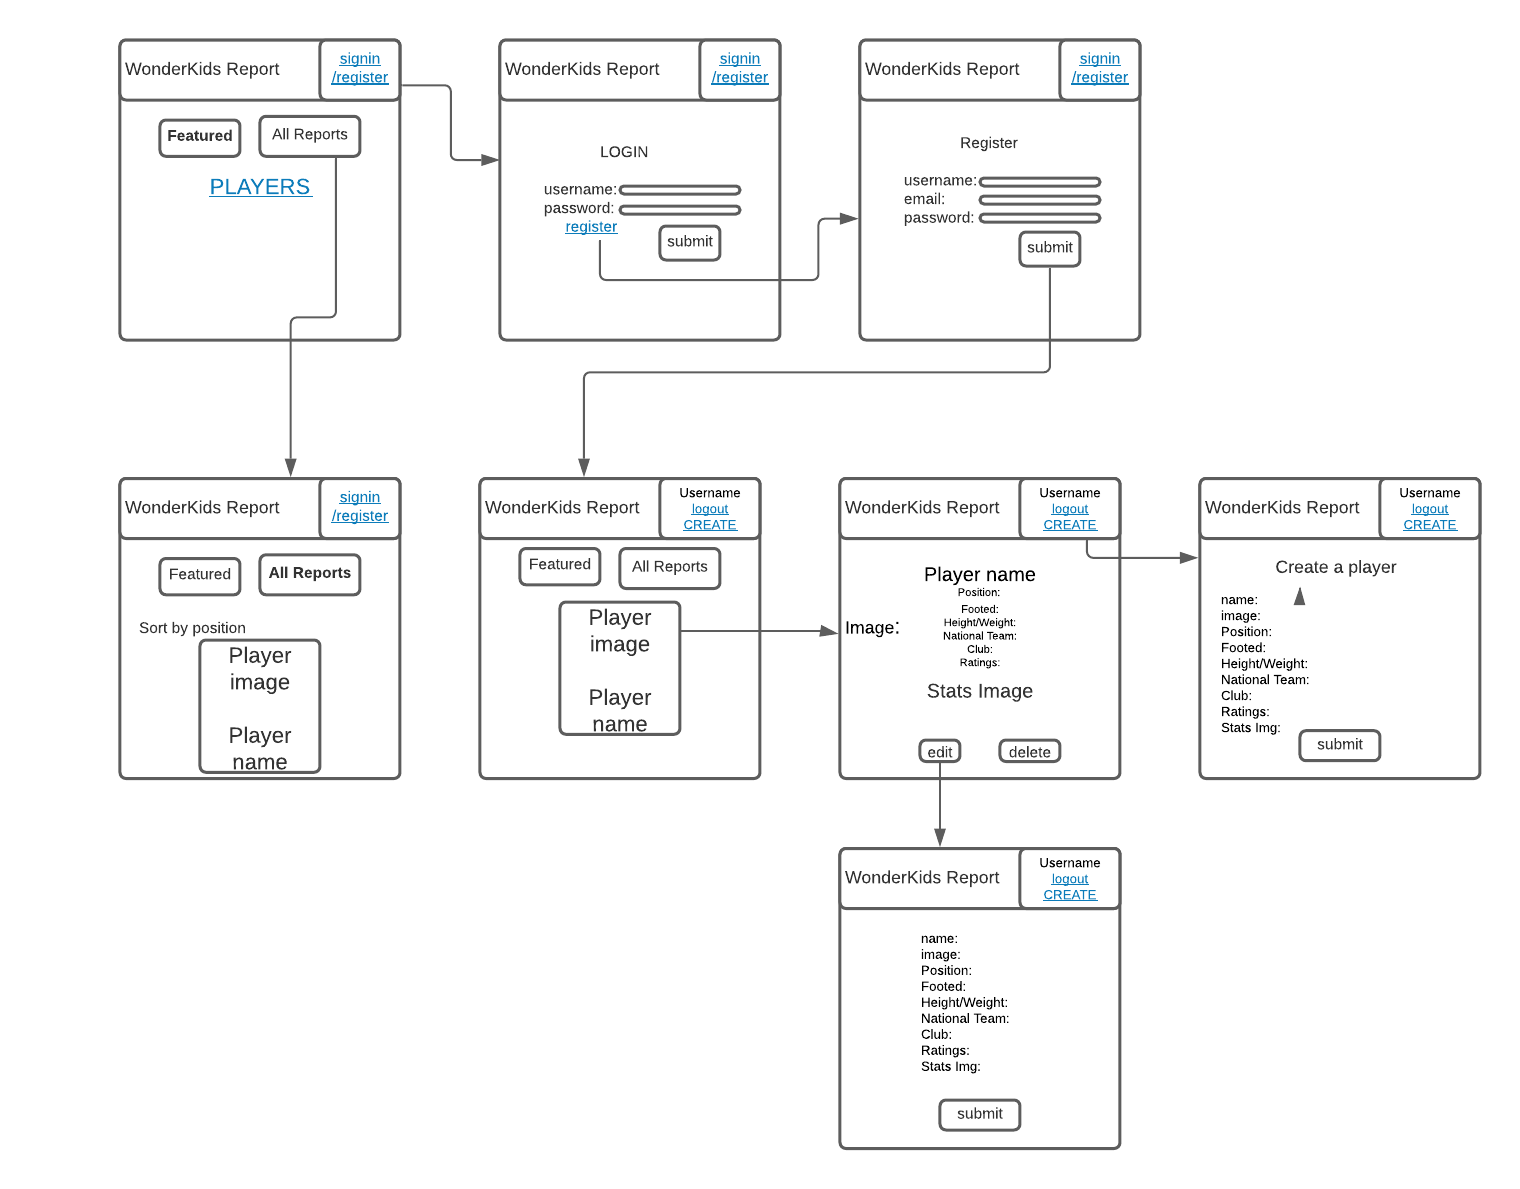 WonderKids Report
signin
/register
Featured
All Reports
PLAYERS
WonderKids Report
signin
/register
LOGIN
username:
password:
register
submit
WonderKids Report
signin
/register
Register
username:
email:
password:
submit
WonderKids Report
signin
/register
Featured
All Reports
Sort by position
Player
image
Player
name
WonderKids Report
Username
logout
CREATE
Featured
All Reports
Player
image
Player
name
WonderKids Report
Username
logout
CREATE
Player name
Position:
Footed:
Image:
Height/Weight:
National Team:
Club:
Ratings:
Stats Image
edit
delete
WonderKids Report
Username
logout
CREATE
Create a player
name:
image:
Position:
Footed:
Height/Weight:
National Team:
Club:
Ratings:
Stats Img:
submit
WonderKids Report
Username
logout
CREATE
name:
image:
Position:
Footed:
Height/Weight:
National Team:
Club:
Ratings:
Stats Img:
submit